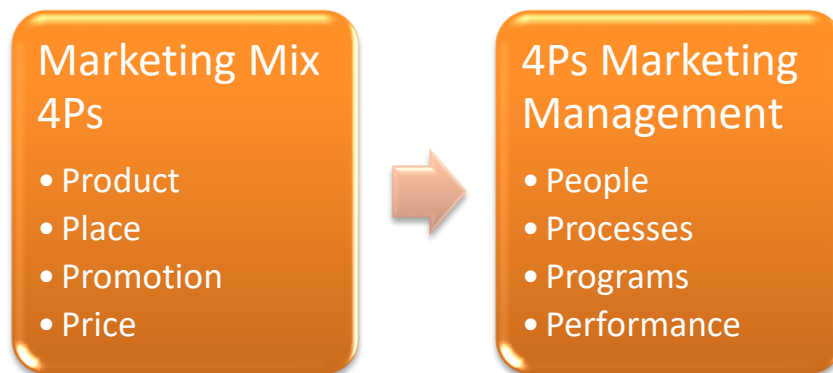 Marketing Mix
4Ps
• Product
• Place
• Promotion
• Price
4Ps Marketing
Management
• People
• Processes
• Programs
• Performance